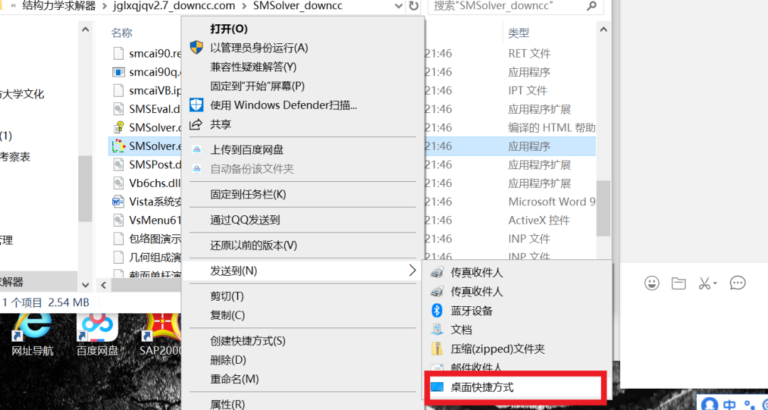 结构力学求解器 > jglxqjqv2.7_downcc.com > SMSolver_downcc
搜索"SMSolver_downcc"
类型
打开(O)
以管理员身份运行(A)
兼容性疑难解答(Y)
固定到"开始"屏幕(P)
使用 Windows Defender扫描...
共享
上传到百度网盘
自动备份该文件夹
固定到任务栏(K)
通过QQ发送到
还原以前的版本(V)
发送到(N)
剪切(T)
复制(C)
创建快捷方式(S)
删除(D)
重命名(M)
属性(R)
smcai90.re
smcai90q.
smcaiVB.ip
SMSEval.d
SMSolver.
SMSolver.e
SMSPost.d
Vb6chs.dll
Vista系统安
VsMenu61
包络图演示
几何组成演
截面单杆演
21:46 RET 文件
21:46 应用程序
21:46 IPT 文件
21:46 应用程序扩展
21:46 编译的 HTML 帮助
21:46 应用程序
21:46 应用程序扩展
21:46 应用程序扩展
21:46 Microsoft Word 9
21:46 ActiveX 控件
21:46 INP 文件
INP 文件
传真收件人
传真收件人
蓝牙设备
文档
压缩(zipped)文件夹
邮件收件人
桌面快捷方式
大学文化
(1)
考察表
管理
解器
1 个项目 2.54 MB
网址导航
百度网盘
SAP2000
中